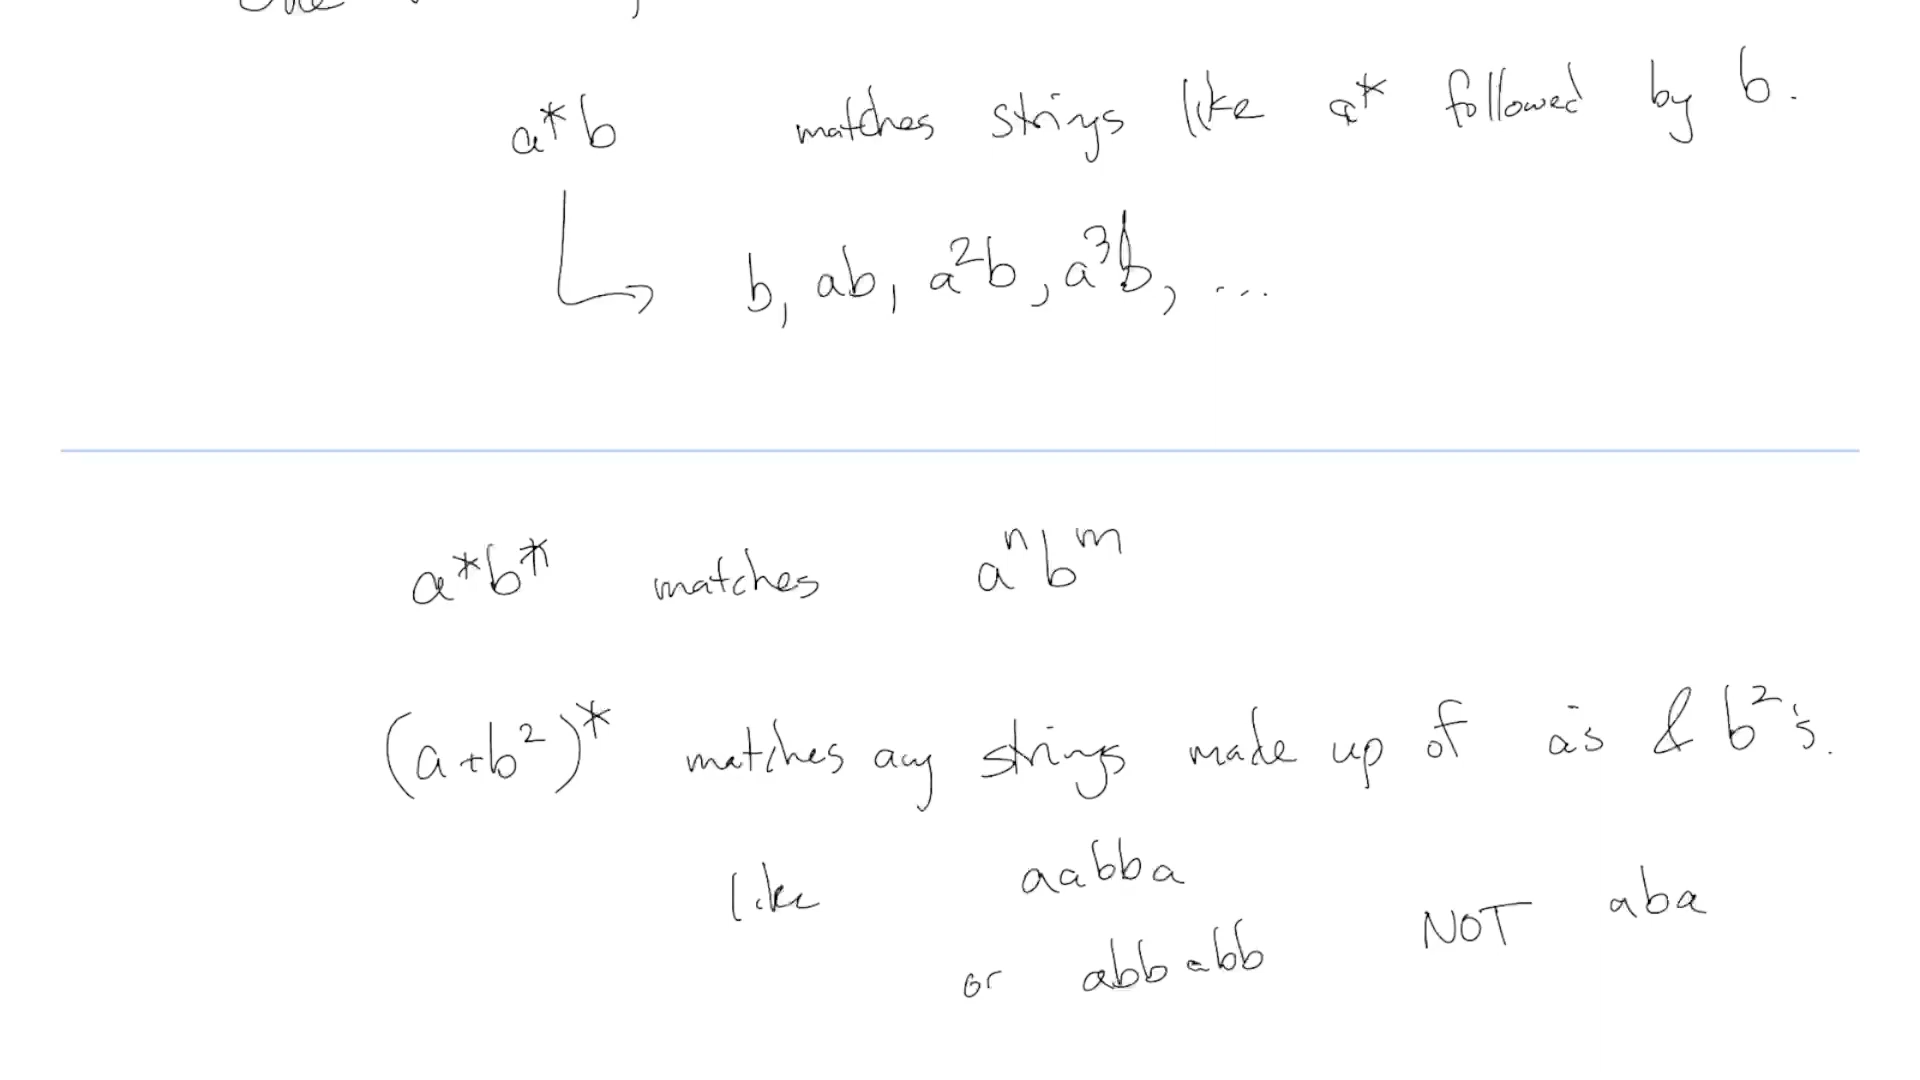 a*b matches strings like a* followed by b.
b, ab, a²b, a³b, ...
a*b* matches aⁿbᵐ
(a+b²)* matches any strings made up of a's & b²'s.
like aabba
or abbabb NOT aba